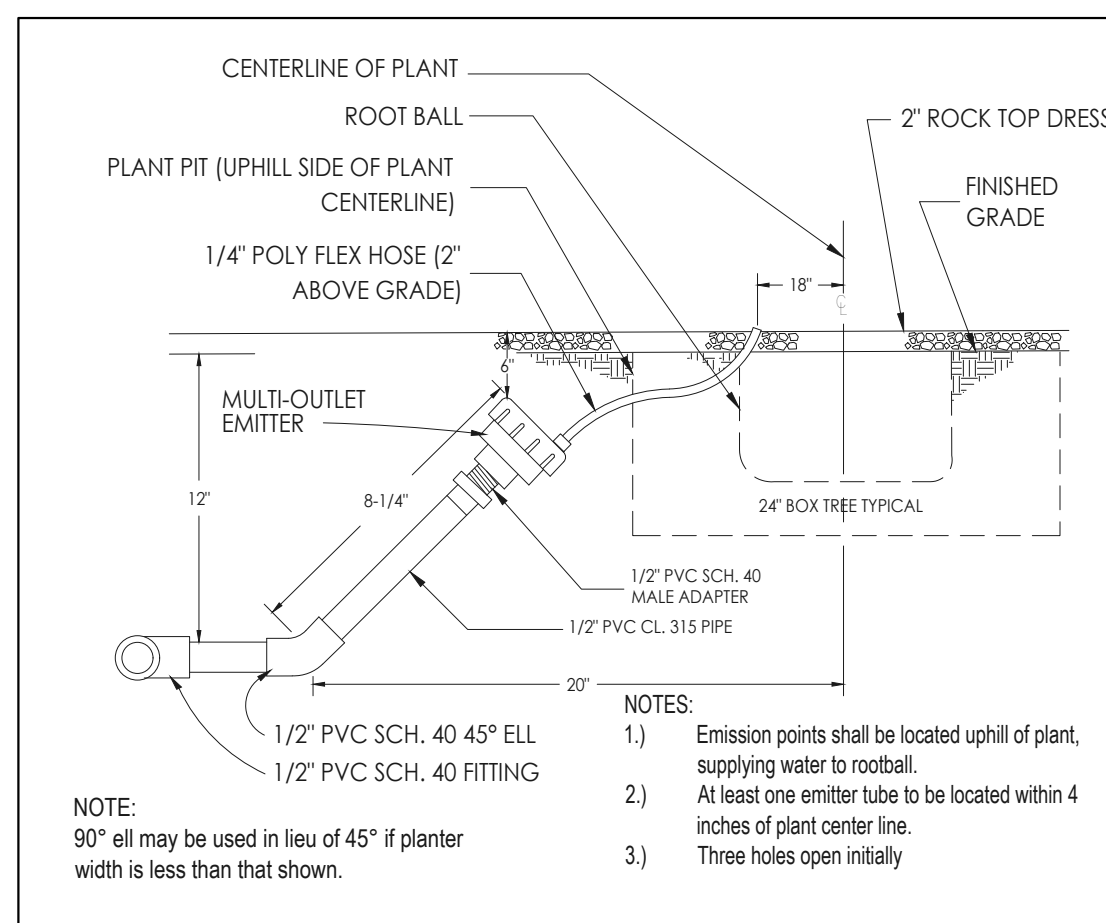 CENTERLINE OF PLANT
ROOT BALL
2" ROCK TOP DRESS
PLANT PIT (UPHILL SIDE OF PLANT
CENTERLINE)
FINISHED
GRADE
1/4" POLY FLEX HOSE (2"
ABOVE GRADE)
18"
CL
6"
MULTI-OUTLET
EMITTER
12"
8-1/4"
24" BOX TREE TYPICAL
1/2" PVC SCH. 40
MALE ADAPTER
1/2" PVC CL. 315 PIPE
20"
1/2" PVC SCH. 40 45° ELL
1/2" PVC SCH. 40 FITTING
NOTE:
90° ell may be used in lieu of 45° if planter
width is less than that shown.
NOTES:
1.) Emission points shall be located uphill of plant,
supplying water to rootball.
2.) At least one emitter tube to be located within 4
inches of plant center line.
3.) Three holes open initially